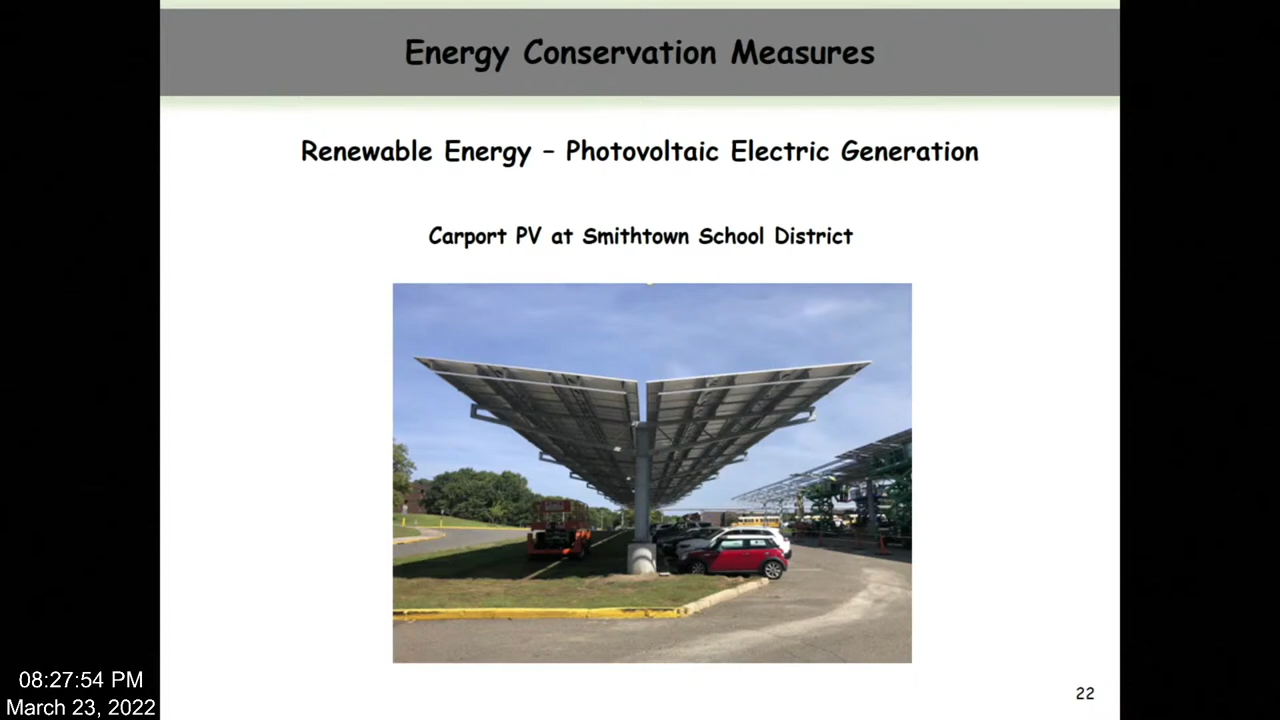 Energy Conservation Measures
Renewable Energy – Photovoltaic Electric Generation
Carport PV at Smithtown School District
08:27:54 PM
March 23, 2022
22